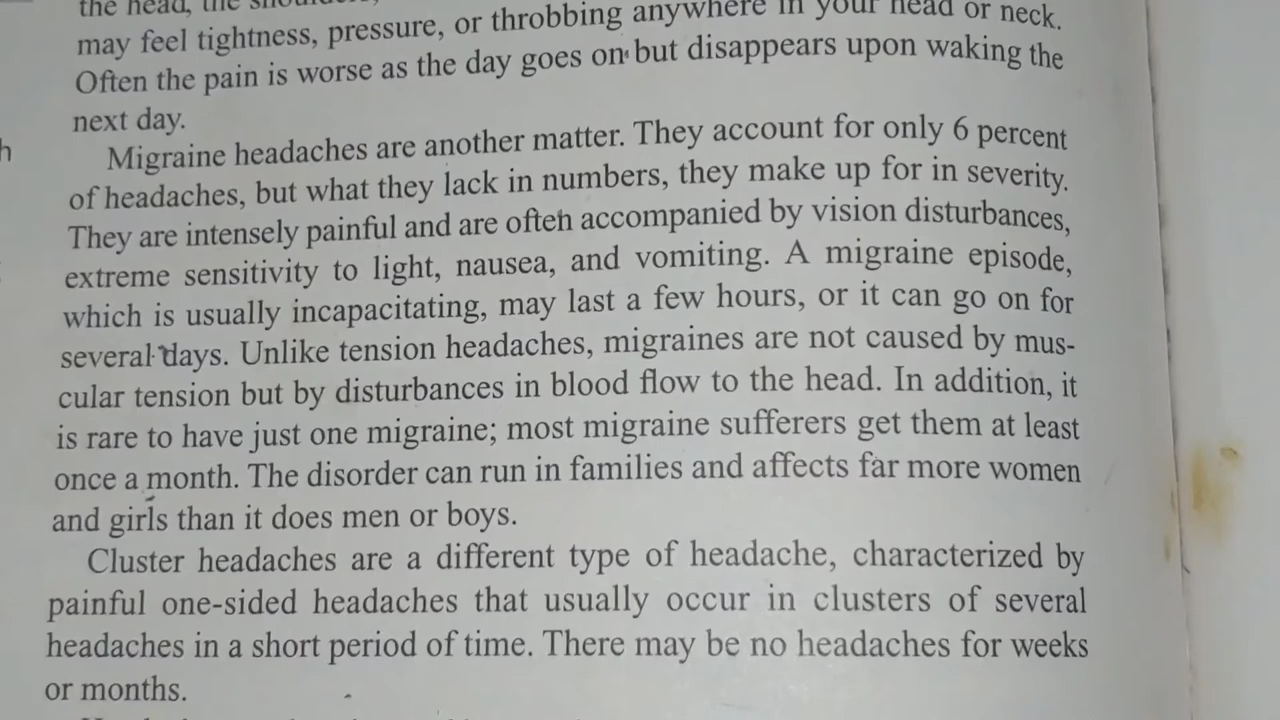 the head, the
may feel tightness, pressure, or throbbing anywhere in your head or neck.
Often the pain is worse as the day goes on but disappears upon waking the
next day.
h
Migraine headaches are another matter. They account for only 6 percent
of headaches, but what they lack in numbers, they make up for in severity.
They are intensely painful and are often accompanied by vision disturbances,
extreme sensitivity to light, nausea, and vomiting. A migraine episode,
which is usually incapacitating, may last a few hours, or it can go on for
several days. Unlike tension headaches, migraines are not caused by mus-
cular tension but by disturbances in blood flow to the head. In addition, it
is rare to have just one migraine; most migraine sufferers get them at least
once a month. The disorder can run in families and affects far more women
and girls than it does men or boys.
Cluster headaches are a different type of headache, characterized by
painful one-sided headaches that usually occur in clusters of several
headaches in a short period of time. There may be no headaches for weeks
or months.